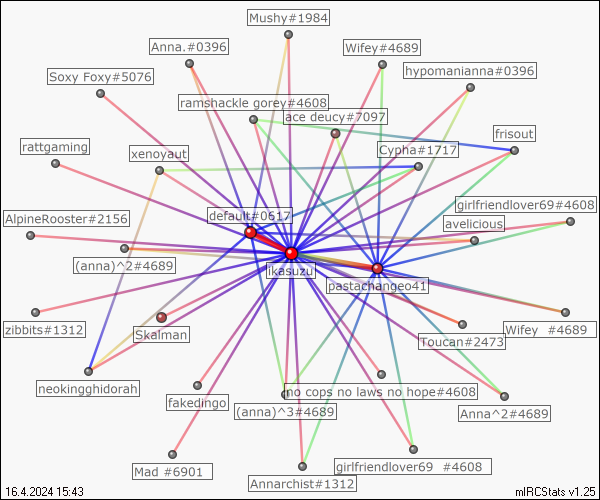 Mushy#1984
Anna.#0396
Wifey#4689
Soxy Foxy#5076
hypomanianna#0396
ramshackle gorey#4608
ace deucy#7097
frisout
rattgaming
xenoyaut
Cypha#1717
girlfriendlover69#4608
default#0617
AlpineRooster#2156
avelicious
(anna)^2#4689
ikasuzu
pastachangeo41
zibbits#1312
Skalman
Toucan#2473
Wifey #4689
neokingghidorah
no cops no laws no hope#4608
fakedingo
(anna)^3#4689
Anna^2#4689
Mad #6901
girlfriendlover69 #4608
Annarchist#1312
16.4.2024 15:43
mIRCStats v1.25